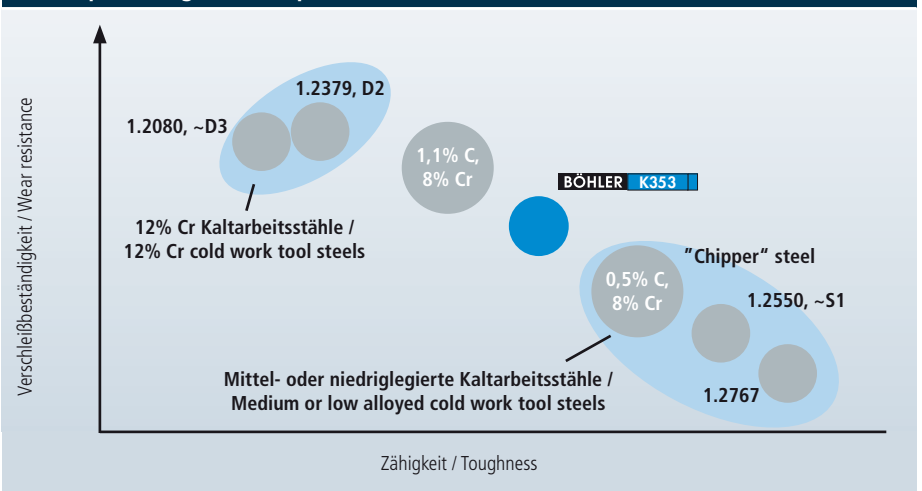 1.2379, D2
1.2080, ~D3
1,1% C,
8% Cr
BÖHLER K353
12% Cr Kaltarbeitsstähle /
12% Cr cold work tool steels
"Chipper“ steel
0,5% C,
8% Cr
1.2550, ~S1
Mittel- oder niedriglegierte Kaltarbeitsstähle /
Medium or low alloyed cold work tool steels
1.2767
Verschleißbeständigkeit / Wear resistance
Zähigkeit / Toughness